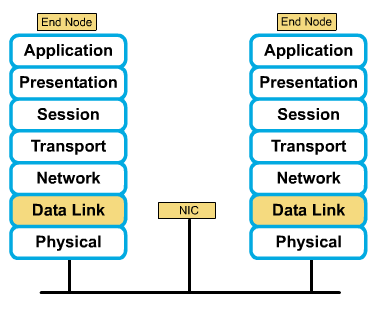 End Node
Application
Presentation
Session
Transport
Network
Data Link
Physical
NIC
End Node
Application
Presentation
Session
Transport
Network
Data Link
Physical